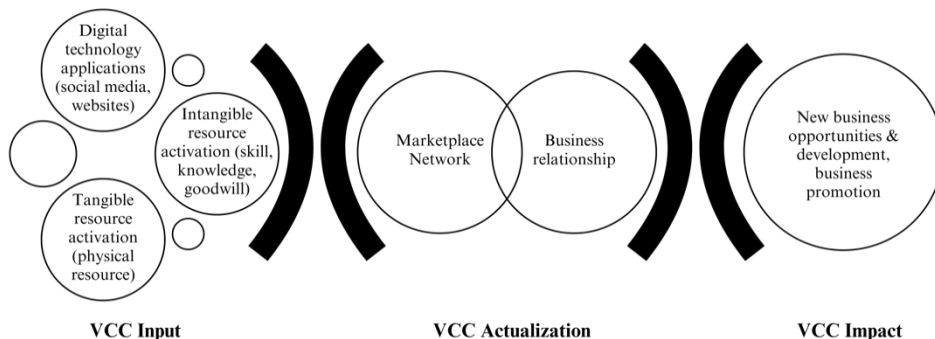 Digital
technology
applications
(social media,
websites)
Intangible
resource
activation (skill,
knowledge,
goodwill)
Tangible
resource
activation
(physical
resource)
Marketplace
Network
Business
relationship
New business
opportunities &
development,
business
promotion
VCC Input
VCC Actualization
VCC Impact